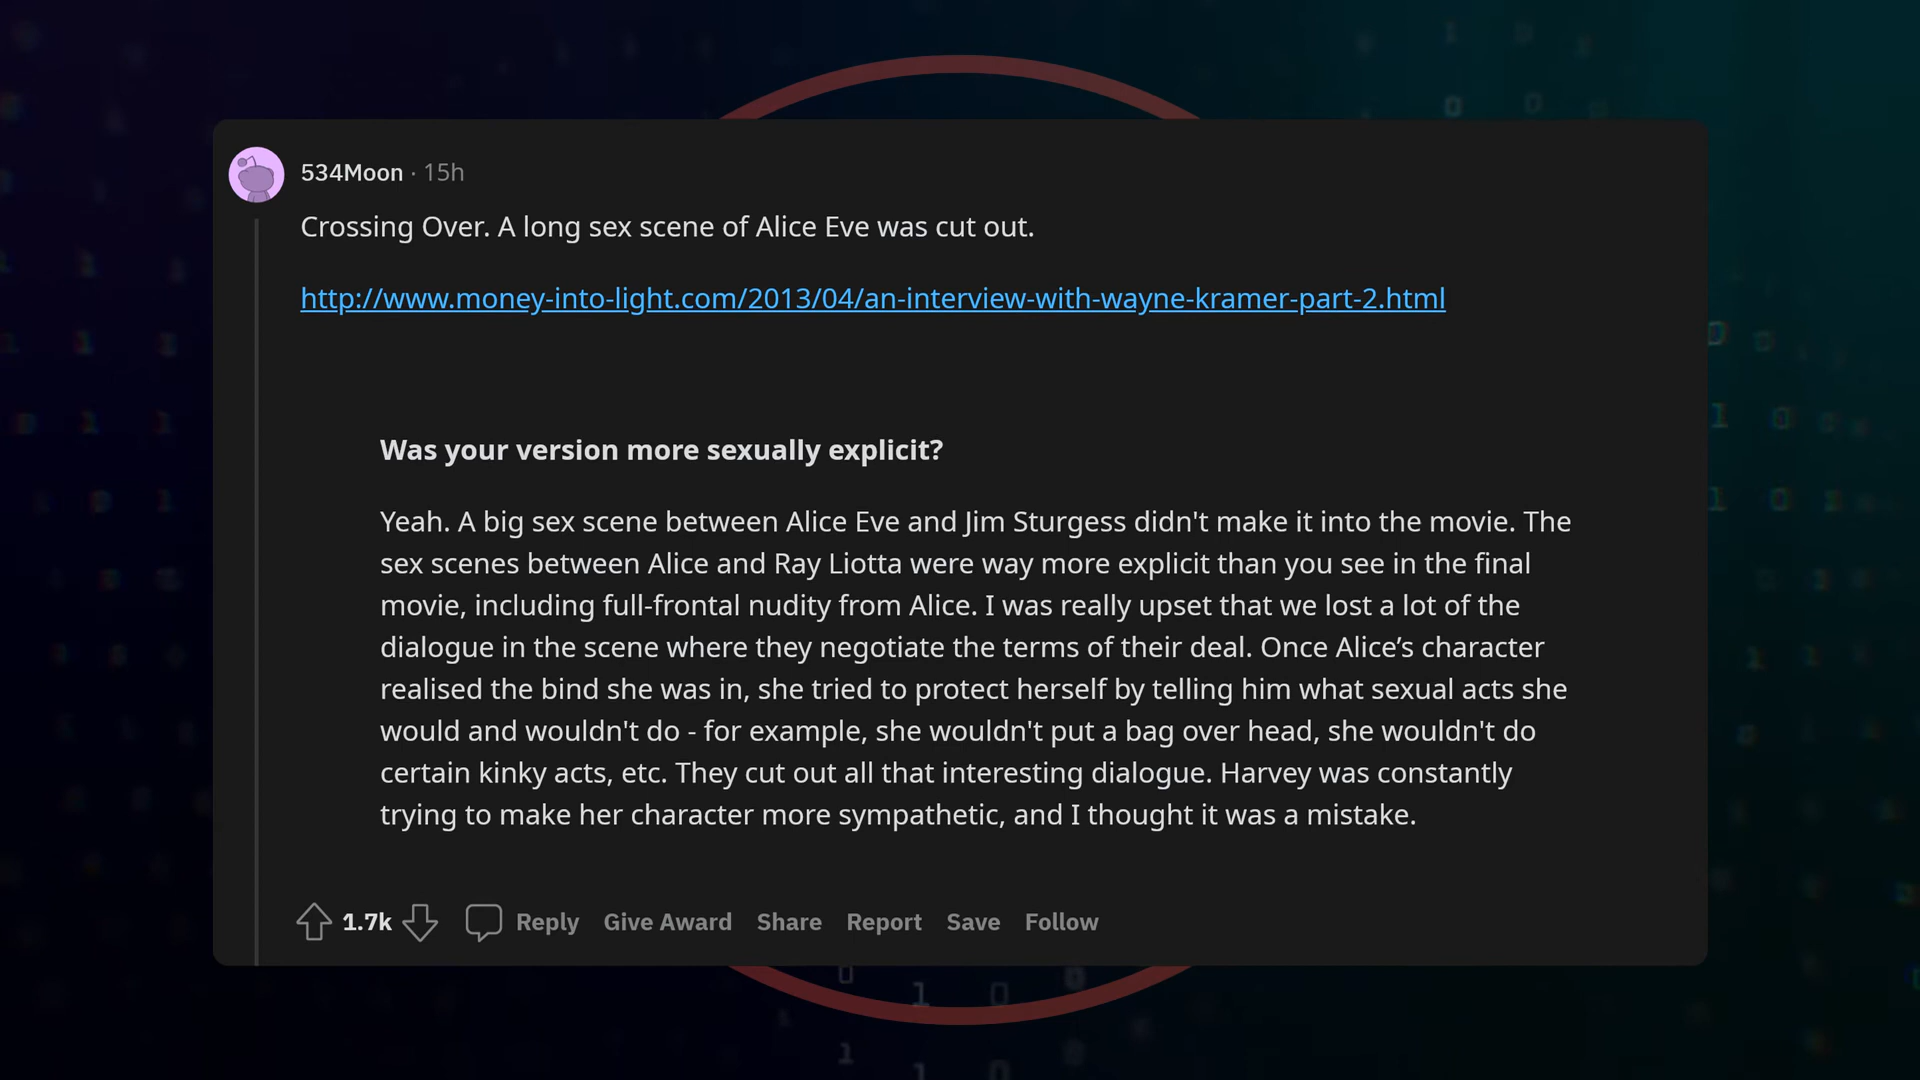 534Moon · 15h
Crossing Over. A long sex scene of Alice Eve was cut out.
http://www.money-into-light.com/2013/04/an-interview-with-wayne-kramer-part-2.html
Was your version more sexually explicit?
Yeah. A big sex scene between Alice Eve and Jim Sturgess didn't make it into the movie. The
sex scenes between Alice and Ray Liotta were way more explicit than you see in the final
movie, including full-frontal nudity from Alice. I was really upset that we lost a lot of the
dialogue in the scene where they negotiate the terms of their deal. Once Alice’s character
realised the bind she was in, she tried to protect herself by telling him what sexual acts she
would and wouldn't do - for example, she wouldn't put a bag over head, she wouldn't do
certain kinky acts, etc. They cut out all that interesting dialogue. Harvey was constantly
trying to make her character more sympathetic, and I thought it was a mistake.
1.7k Reply Give Award Share Report Save Follow